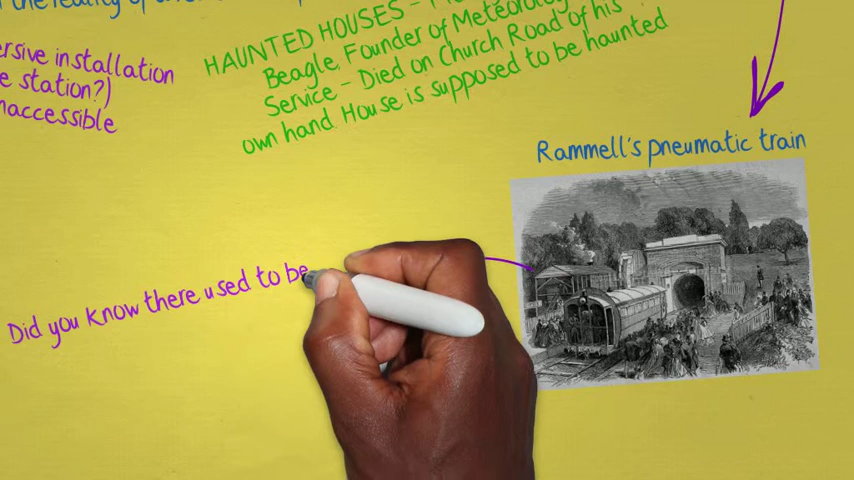 the reality of
ersive installation
e station?)
naccessible
HAUNTED HOUSES -
Beagle, Founder of
Service - Died on Church Road of his
own hand. House is supposed to be haunted
Rammell's pneumatic train
Did you know there used to be